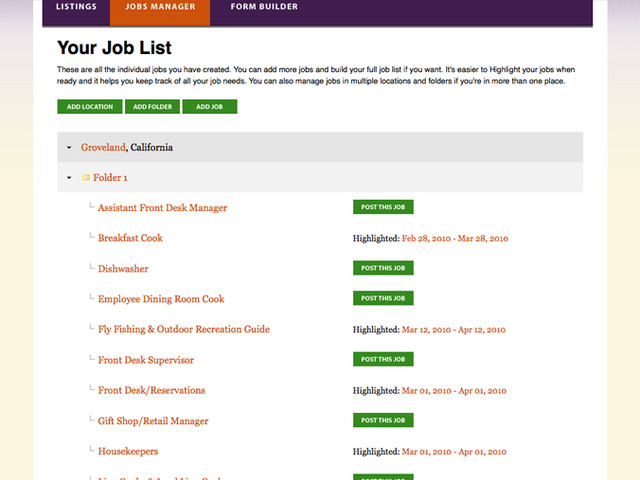 LISTINGS JOBS MANAGER FORM BUILDER
Your Job List
These are all the individual jobs you have created. You can add more jobs and build your full job list if you want. It's easier to Highlight your jobs when
ready and it helps you keep track of all your job needs. You can also manage jobs in multiple locations and folders if you're in more than one place.
ADD LOCATION ADD FOLDER ADD JOB
Groveland, California
Folder 1
Assistant Front Desk Manager POST THIS JOB
Breakfast Cook Highlighted: Feb 28, 2010 - Mar 28, 2010
Dishwasher POST THIS JOB
Employee Dining Room Cook POST THIS JOB
Fly Fishing & Outdoor Recreation Guide Highlighted: Mar 12, 2010 - Apr 12, 2010
Front Desk Supervisor POST THIS JOB
Front Desk/Reservations Highlighted: Mar 01, 2010 - Apr 01, 2010
Gift Shop/Retail Manager POST THIS JOB
Housekeepers Highlighted: Mar 01, 2010 - Apr 01, 2010
POST THIS JOB